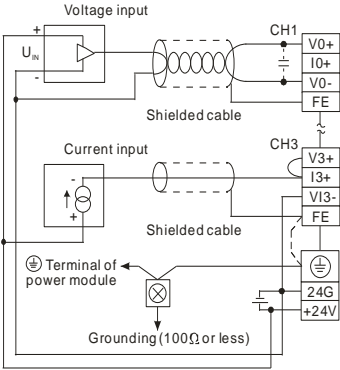 Voltage input
+
UIN
-
CH1
V0+
I0+
V0-
FE
Shielded cable
CH3
Current input
V3+
I3+
VI3-
FE
-
+
Shielded cable
Terminal of
power module
24G
+24V
Grounding (100Ω or less)